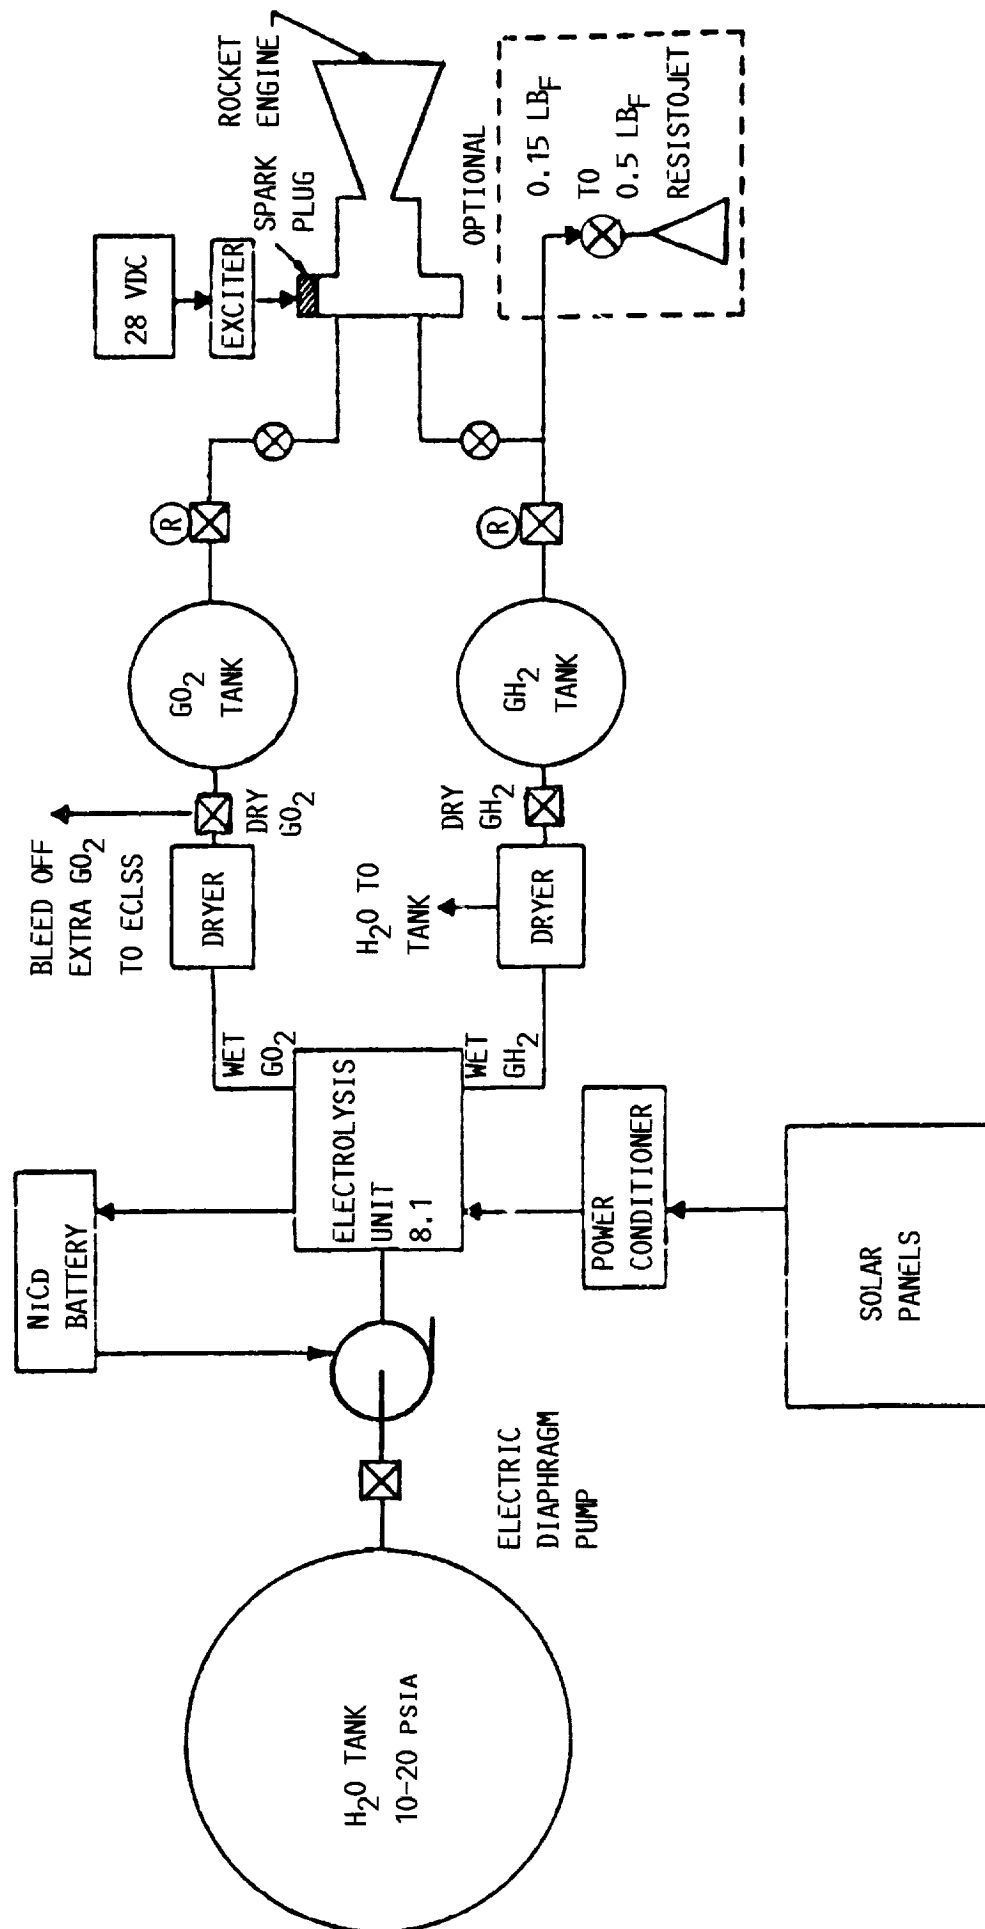 H2O TANK
10-20 PSIA
ELECTRIC
DIAPHRAGM
PUMP
NiCD
BATTERY
ELECTROLYSIS
UNIT
8.1
POWER
CONDITIONER
SOLAR
PANELS
WET
GO2
WET
GH2
BLEED OFF
EXTRA GO2
TO ECLSS
DRYER
H2O TO
TANK
DRYER
DRY
GO2
DRY
GH2
GO2
TANK
GH2
TANK
R
R
28 VDC
EXCITER
SPARK
PLUG
ROCKET
ENGINE
OPTIONAL
0.15 LBF
TO
0.5 LBF
RESISTOJET